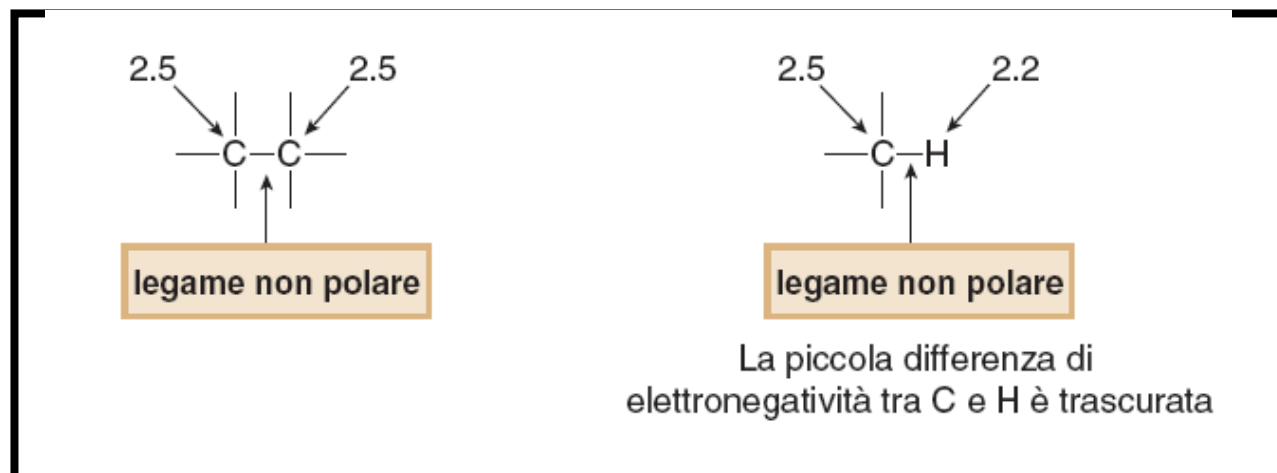 2.5 2.5
C C
legame non polare
2.5 2.2
C H
legame non polare
La piccola differenza di
elettronegatività tra C e H è trascurata